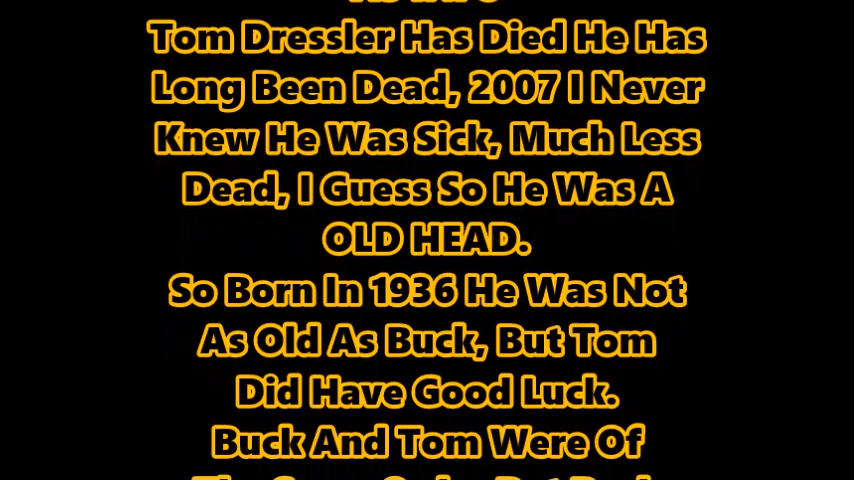 Tom Dressler Has Died He Has
Long Been Dead, 2007 I Never
Knew He Was Sick, Much Less
Dead, I Guess So He Was A
OLD HEAD.
So Born In 1936 He Was Not
As Old As Buck, But Tom
Did Have Good Luck.
Buck And Tom Were Of